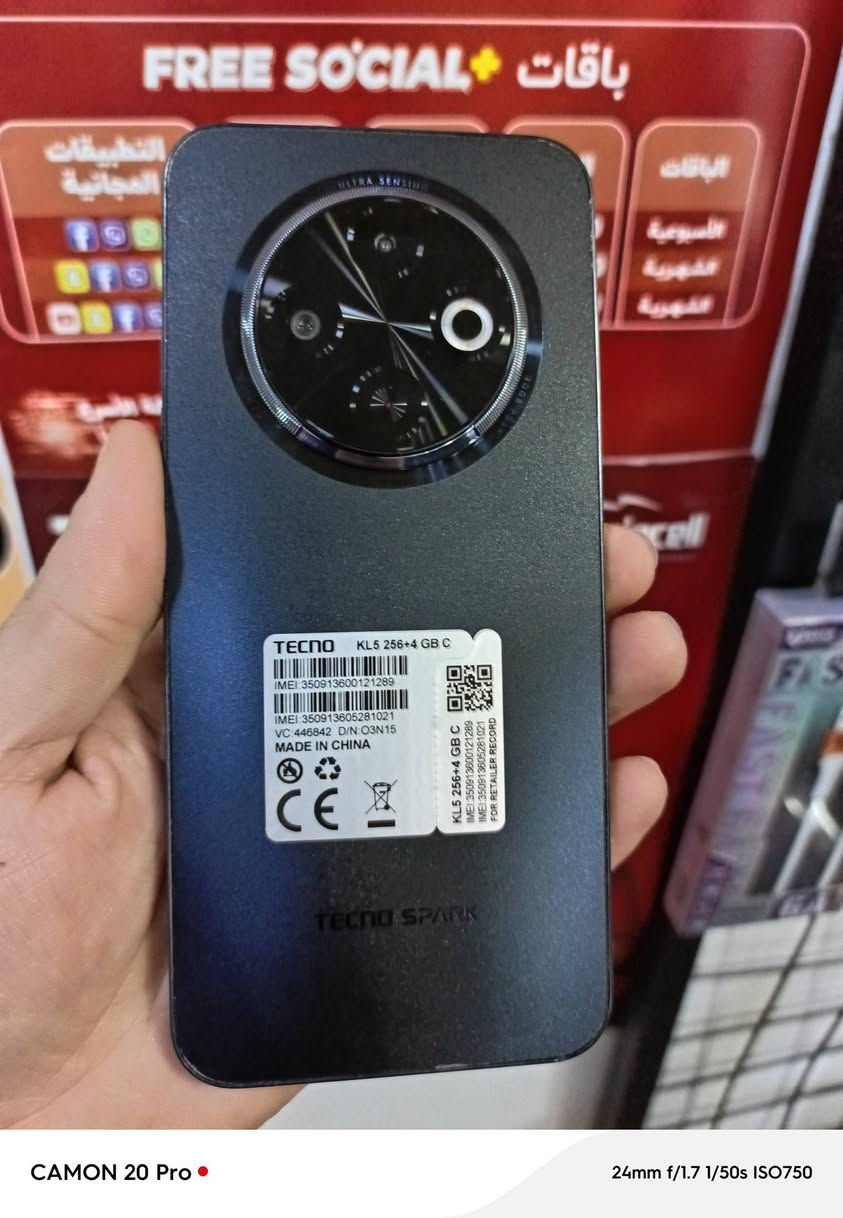 باقات FREE SOCIAL+
التطبيقات
المجانية
الباقات
الأسبوعية
الشهرية
الشهرية
ULTRA SENSING
TECNO KL5 256+4 GB C
IMEI:350913600121289
IMEI:350913605281021
VC:446842 D/N:O3N15
MADE IN CHINA
CE
KL5 256+4 GB C
IMEI:350913600121289
IMEI:350913605281021
FOR RETAILER RECORD
TECNO SPARK
CAMON 20 Pro
24mm f/1.7 1/50s ISO750